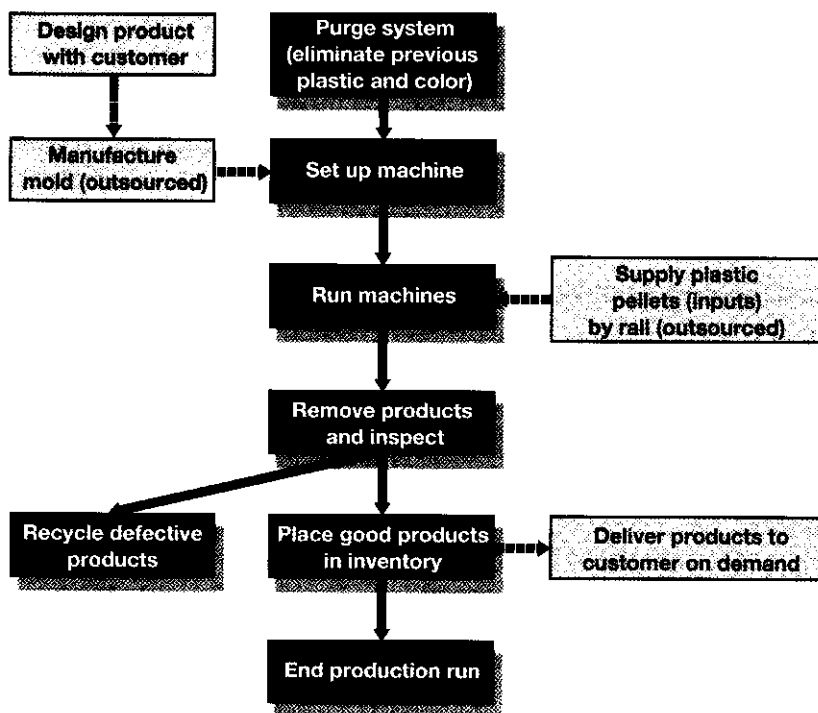 Design product
with customer
Purge system
(eliminate previous
plastic and color)
Manufacture
mold (outsourced)
Set up machine
Run machines
Supply plastic
pellets (inputs)
by rail (outsourced)
Remove products
and inspect
Recycle defective
products
Place good products
in inventory
Deliver products to
customer on demand
End production run